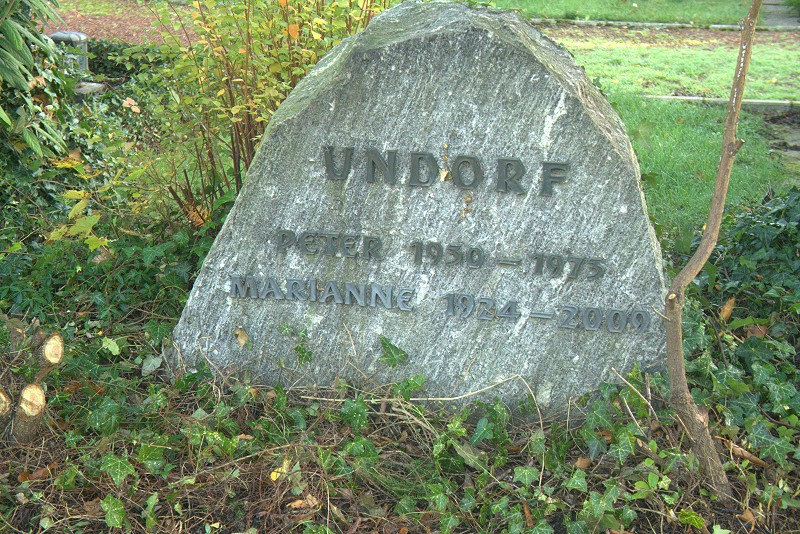 UNDORF
PETER 1950 – 1975
MARIANNE 1924 – 2009